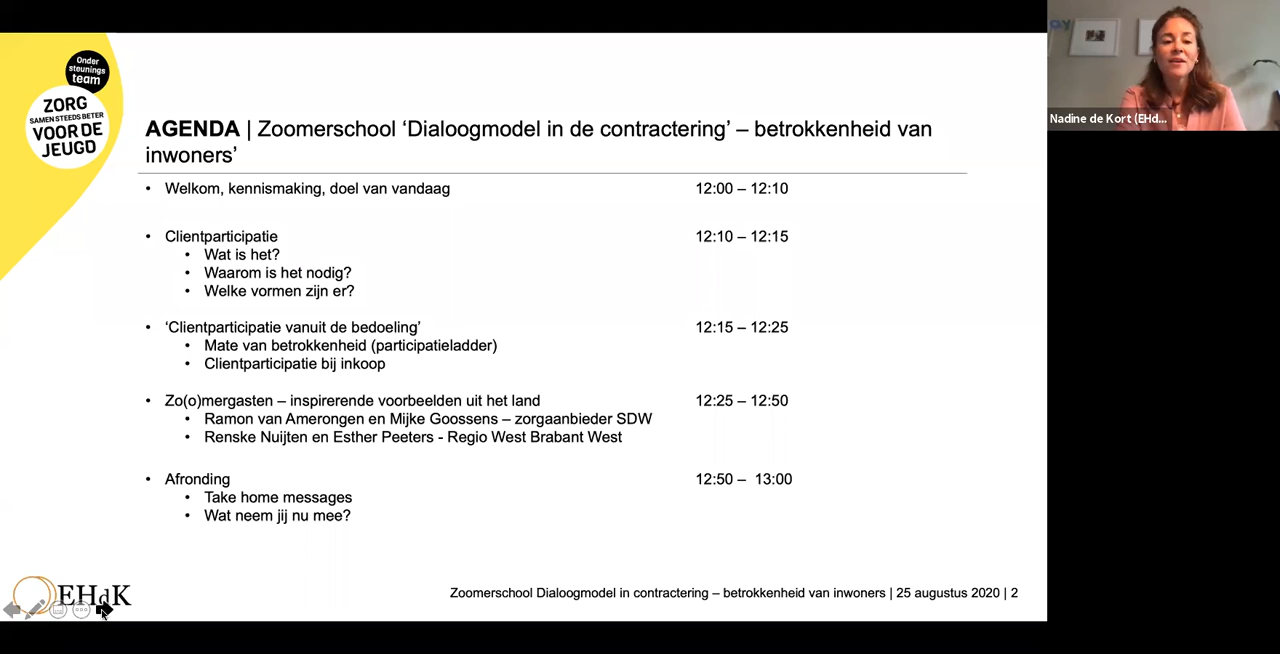 Onder
steunings
team
ZORG
SAMEN STEEDS BETER
VOOR DE
JEUGD
AGENDA | Zoomerschool ‘Dialoogmodel in de contractering’ – betrokkenheid van
inwoners’
• Welkom, kennismaking, doel van vandaag 12:00 – 12:10
• Clientparticipatie 12:10 – 12:15
• Wat is het?
• Waarom is het nodig?
• Welke vormen zijn er?
• ‘Clientparticipatie vanuit de bedoeling’ 12:15 – 12:25
• Mate van betrokkenheid (participatieladder)
• Clientparticipatie bij inkoop
• Zo(o)mergasten – inspirerende voorbeelden uit het land 12:25 – 12:50
• Ramon van Amerongen en Mijke Goossens – zorgaanbieder SDW
• Renske Nuijten en Esther Peeters - Regio West Brabant West
• Afronding 12:50 – 13:00
• Take home messages
• Wat neem jij nu mee?
EHdK
Zoomerschool Dialoogmodel in contractering – betrokkenheid van inwoners | 25 augustus 2020 | 2
Nadine de Kort (EHd...